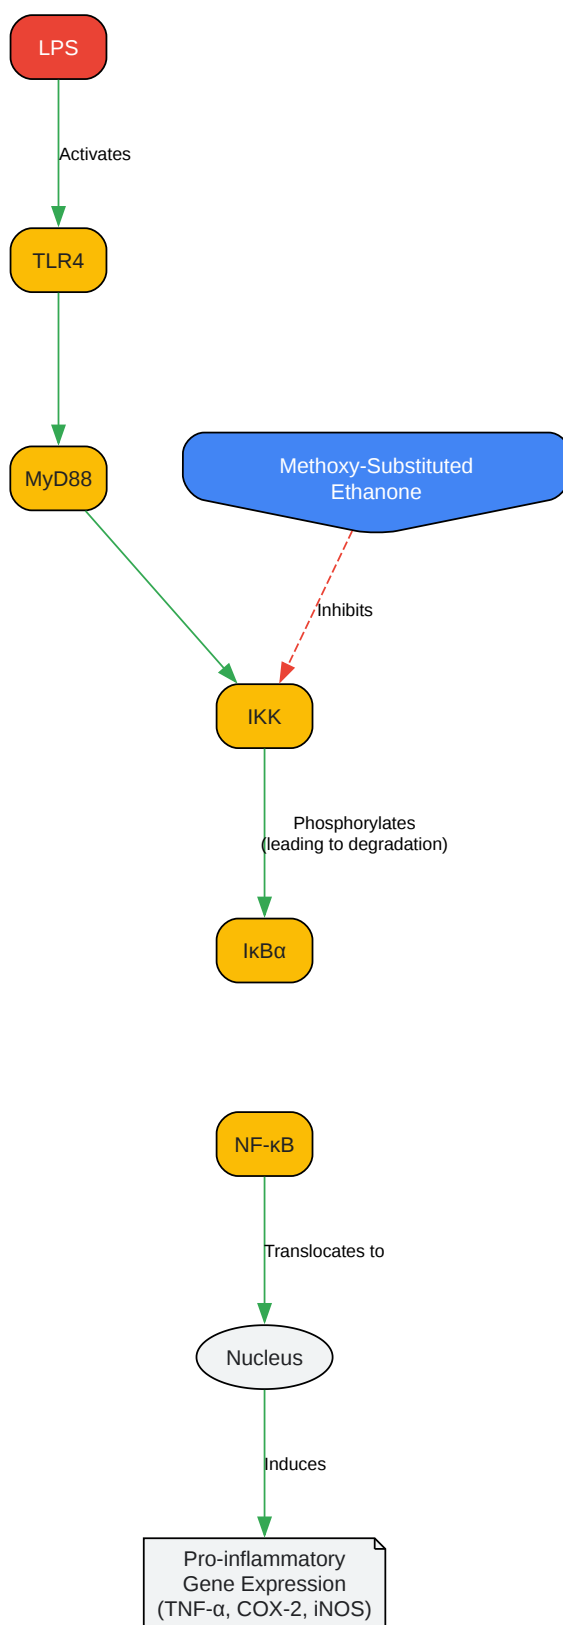 LPS
Activates
TLR4
MyD88
Methoxy-Substituted
Ethanone
Inhibits
IKK
Phosphorylates
(leading to degradation)
IκBα
NF-κB
Translocates to
Nucleus
Induces
Pro-inflammatory
Gene Expression
(TNF-α, COX-2, iNOS)